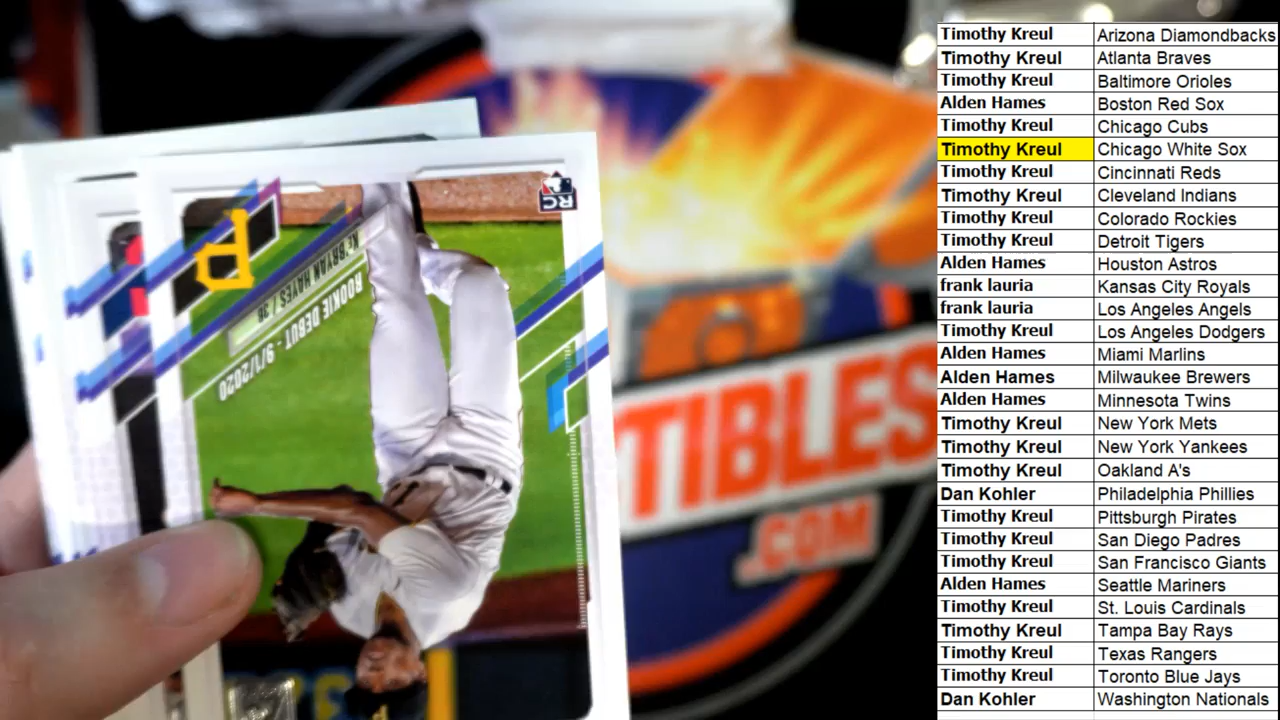 RC
P
KE'BRYAN HAYES / 3B
ROOKIE DEBUT - 9/1/2020
TIBLES
.COM
Timothy Kreul Arizona Diamondbacks
Timothy Kreul Atlanta Braves
Timothy Kreul Baltimore Orioles
Alden Hames Boston Red Sox
Timothy Kreul Chicago Cubs
Timothy Kreul Chicago White Sox
Timothy Kreul Cincinnati Reds
Timothy Kreul Cleveland Indians
Timothy Kreul Colorado Rockies
Timothy Kreul Detroit Tigers
Alden Hames Houston Astros
frank lauria Kansas City Royals
frank lauria Los Angeles Angels
Timothy Kreul Los Angeles Dodgers
Alden Hames Miami Marlins
Alden Hames Milwaukee Brewers
Alden Hames Minnesota Twins
Timothy Kreul New York Mets
Timothy Kreul New York Yankees
Timothy Kreul Oakland A's
Dan Kohler Philadelphia Phillies
Timothy Kreul Pittsburgh Pirates
Timothy Kreul San Diego Padres
Timothy Kreul San Francisco Giants
Alden Hames Seattle Mariners
Timothy Kreul St. Louis Cardinals
Timothy Kreul Tampa Bay Rays
Timothy Kreul Texas Rangers
Timothy Kreul Toronto Blue Jays
Dan Kohler Washington Nationals